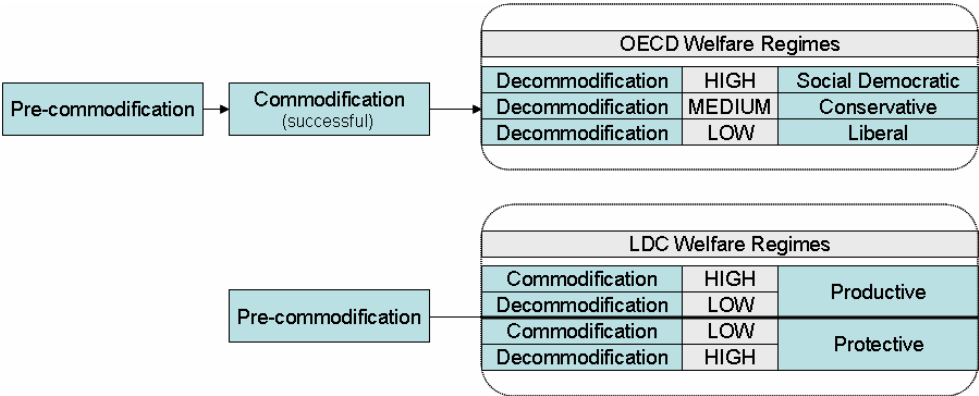 OECD Welfare Regimes
Pre-commodification
Commodification
(successful)
Decommodification HIGH Social Democratic
Decommodification MEDIUM Conservative
Decommodification LOW Liberal
LDC Welfare Regimes
Pre-commodification
Commodification HIGH
Decommodification LOW
Productive
Commodification LOW
Decommodification HIGH
Protective